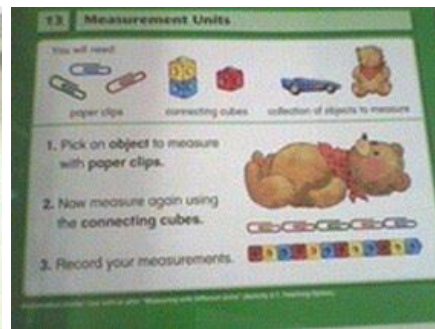 13 Measurement Units
You will need:
paper clips connecting cubes collection of objects to measure
1. Pick an object to measure
with paper clips.
2. Now measure again using
the connecting cubes.
3. Record your measurements.